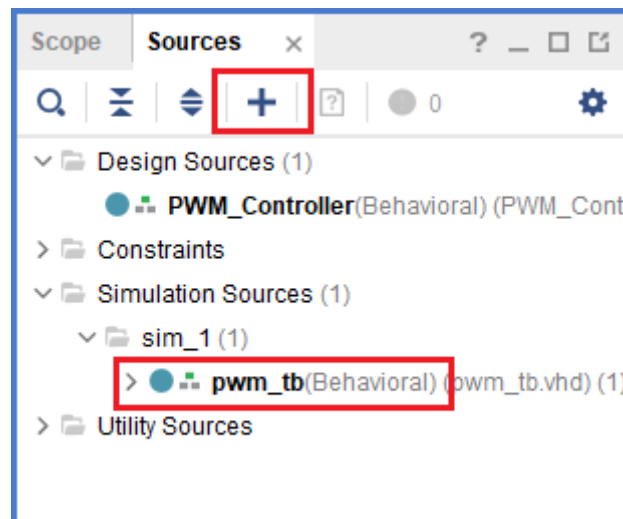 Scope Sources × ? _
0
Design Sources (1)
PWM_Controller(Behavioral) (PWM_Cont
Constraints
Simulation Sources (1)
sim_1 (1)
pwm_tb(Behavioral) (pwm_tb.vhd) (1)
Utility Sources